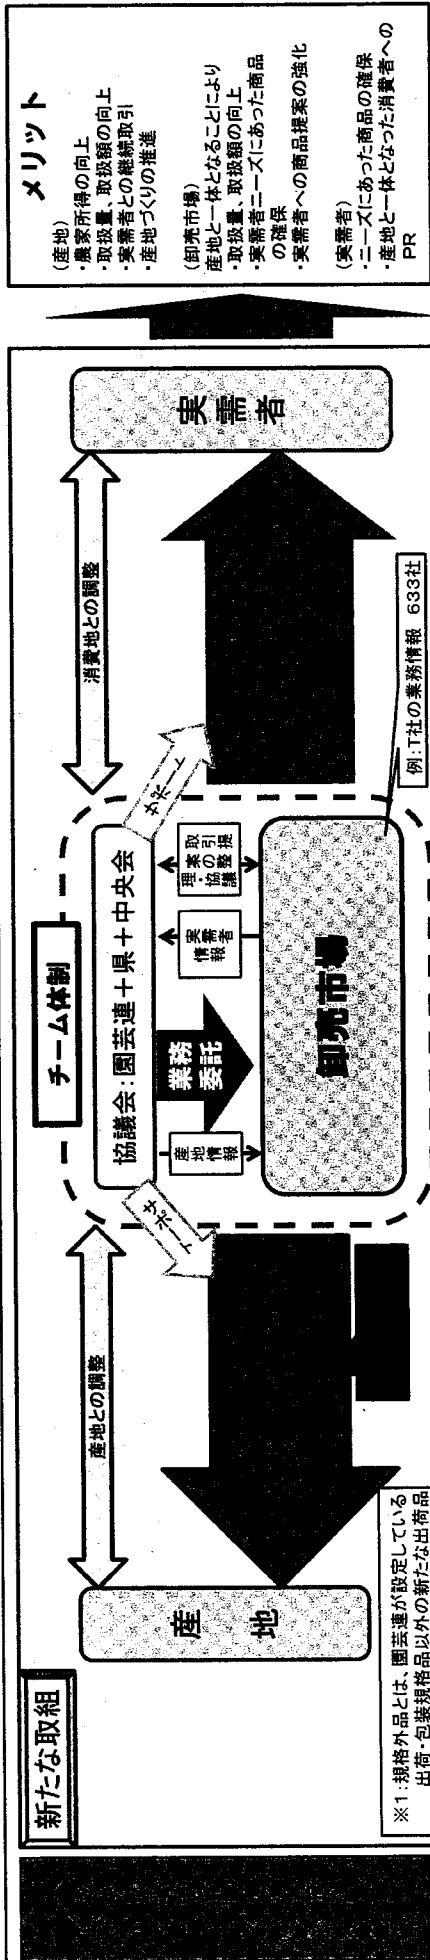 新たな取組
産地
産地との調整
チーム体制
協議会：園芸連＋県＋中央会
サポート
サポート
産地情報
業務委託
実需者情報
取引提案の整理・協議
卸売市場
消費地との調整
実需者
例：T社の業務情報 633社
※1：規格外品とは、園芸連が設定している
出荷・包装規格品以外の新たな出荷品
メリット
（産地）
・農家所得の向上
・取扱量、取扱額の向上
・実需者との継続取引
・産地づくりの推進
（卸売市場）
産地と一体となることにより
・取扱量、取扱額の向上
・実需者ニーズにあった商品
の確保
・実需者への商品提案の強化
（実需者）
・ニーズにあった商品の確保
・産地と一体となった消費者への
PR